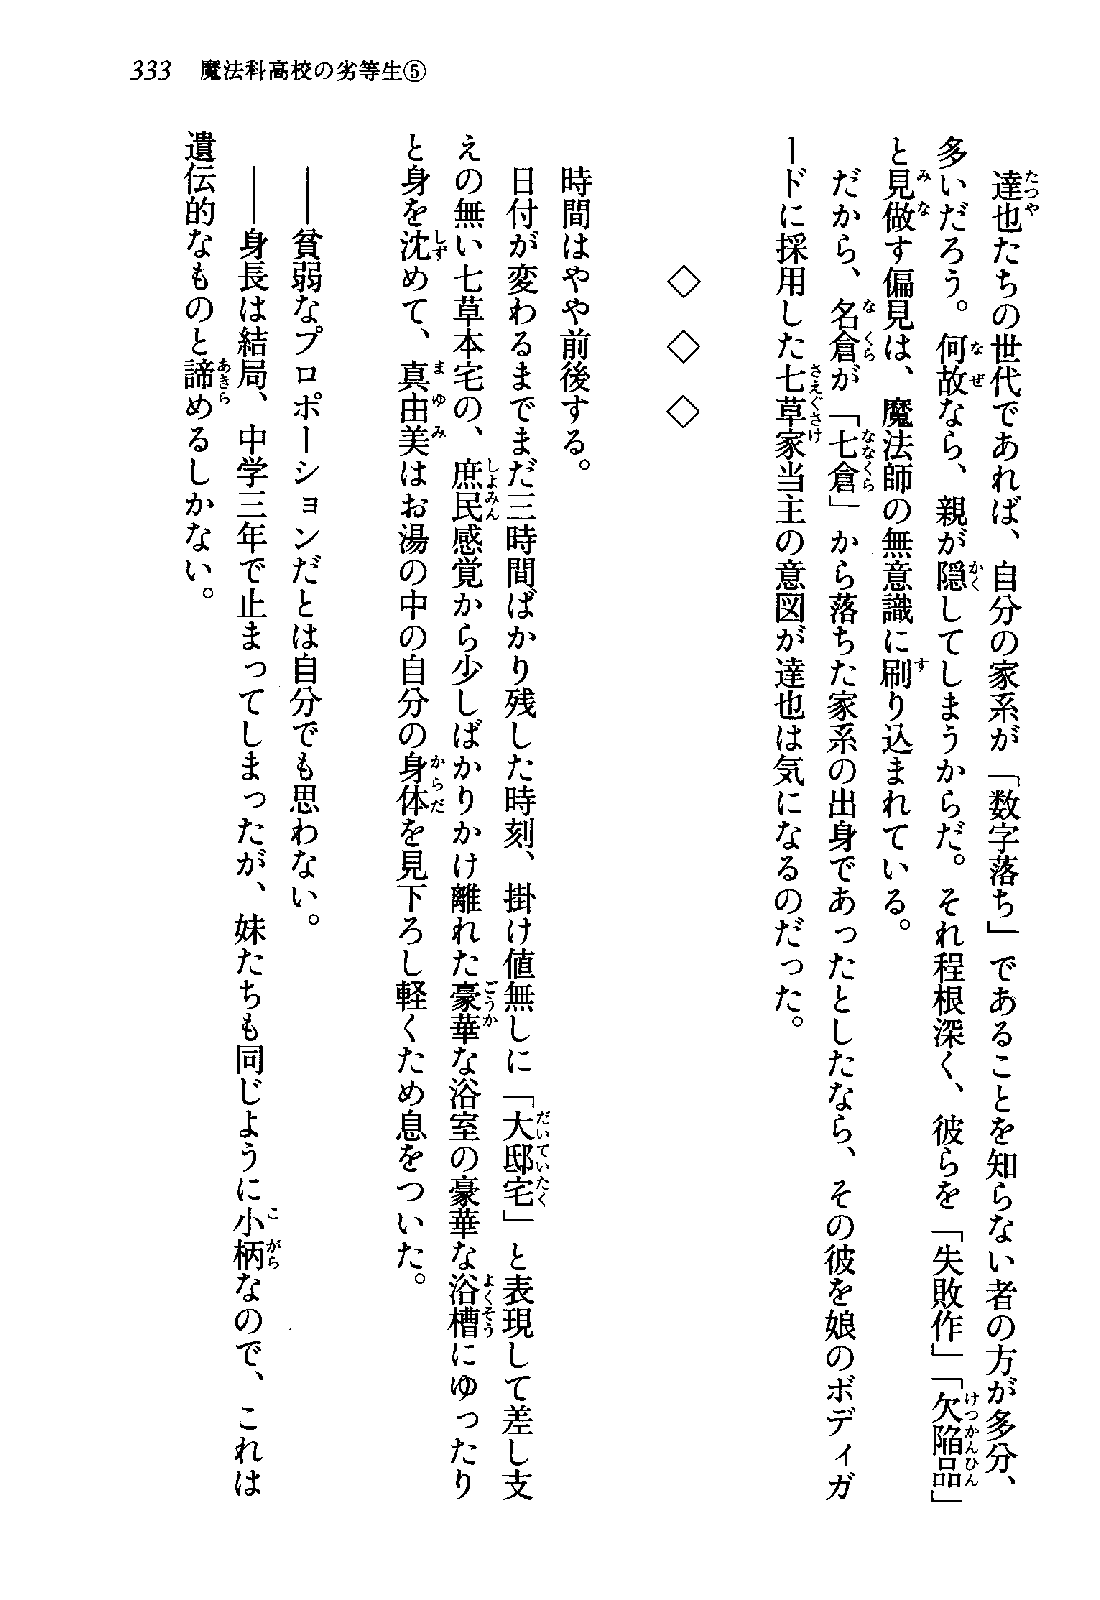 333 魔法科高校の劣等生⑤
達也たちの世代であれば、自分の家系が「数字落ち」であることを知らない者の方が多分、
多いだろう。何故なら、親が隠してしまうからだ。それ程根深く、彼らを「失敗作」「欠陥品」
と見做す偏見は、魔法師の無意識に刷り込まれている。
だから、名倉が「七倉」から落ちた家系の出身であったとしたなら、その彼を娘のボディガ
ードに採用した七草家当主の意図が達也は気になるのだった。
◇ ◇ ◇
時間はやや前後する。
日付が変わるまでまだ三時間ばかり残した時刻、掛け値無しに「大邸宅」と表現して差し支
えの無い七草本宅の、庶民感覚から少しばかりかけ離れた豪華な浴室の豪華な浴槽にゆったり
と身を沈めて、真由美はお湯の中の自分の身体を見下ろし軽くため息をついた。
――貧弱なプロポーションだとは自分でも思わない。
――身長は結局、中学三年で止まってしまったが、妹たちも同じように小柄なので、これは
遺伝的なものと諦めるしかない。